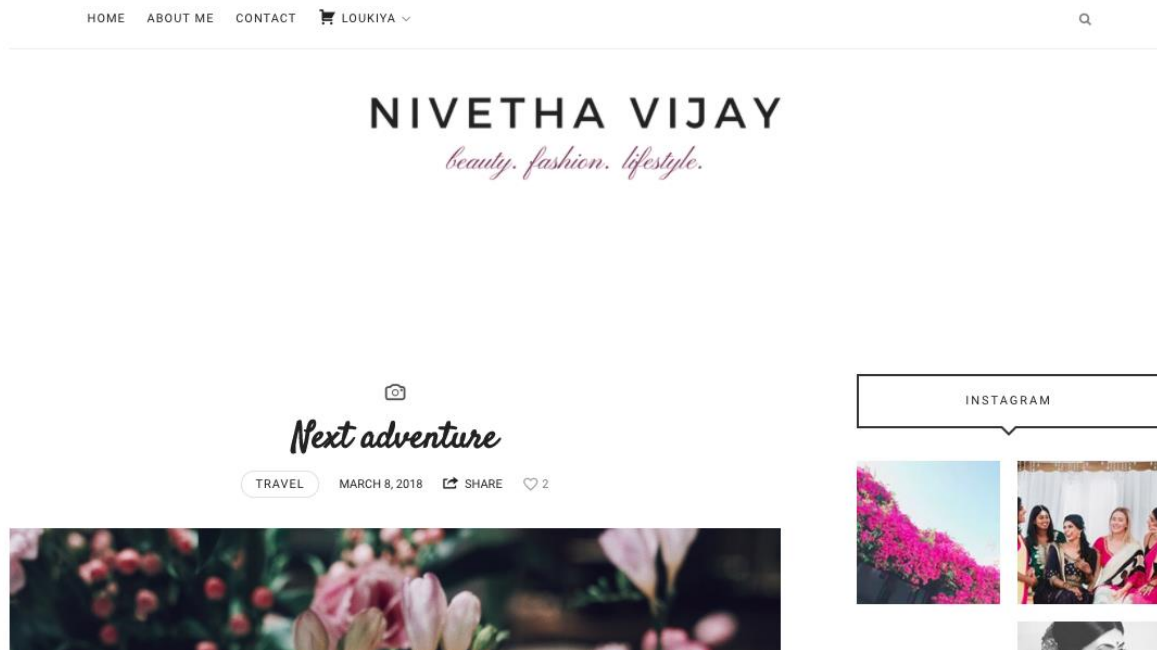 HOME ABOUT ME CONTACT LOUKIYA
NIVETHA VIJAY
beauty. fashion. lifestyle.
Next adventure
TRAVEL MARCH 8, 2018 SHARE 2
INSTAGRAM